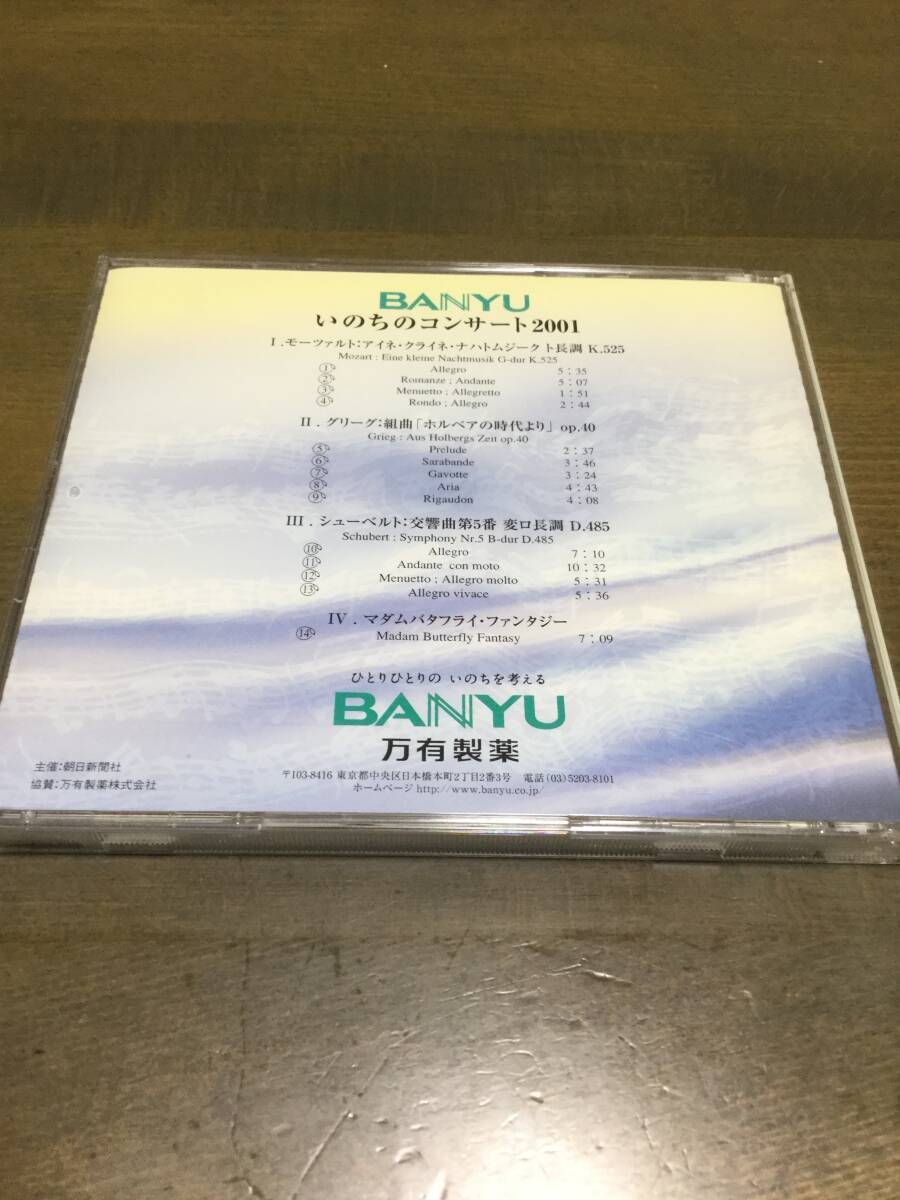 BANYU
いのちのコンサート2001
I . モーツァルト:アイネ・クライネ・ナハトムジーク ト長調 K.525
Mozart : Eine kleine Nachtmusik G-dur K.525
① Allegro 5：35
② Romanze ; Andante 5：07
③ Menuetto ; Allegretto 1：51
④ Rondo ; Allegro 2：44
II . グリーグ:組曲「ホルベアの時代より」 op.40
Grieg : Aus Holbergs Zeit op.40
⑤ Prelude 2：37
⑥ Sarabande 3：46
⑦ Gavotte 3：24
⑧ Aria 4：43
⑨ Rigaudon 4：08
III . シューベルト:交響曲第5番 変ロ長調 D.485
Schubert : Symphony Nr.5 B-dur D.485
⑩ Allegro 7：10
⑪ Andante con moto 10：32
⑫ Menuetto ; Allegro molto 5：31
⑬ Allegro vivace 5：36
IV . マダムバタフライ・ファンタジー
⑭ Madam Butterfly Fantasy 7：09
ひとりひとりの いのちを考える
BANYU
万有製薬
主催:朝日新聞社
協賛:万有製薬株式会社
〒103-8416 東京都中央区日本橋本町2丁目2番3号 電話 (03) 5203-8101
ホームページ http://www.banyu.co.jp/